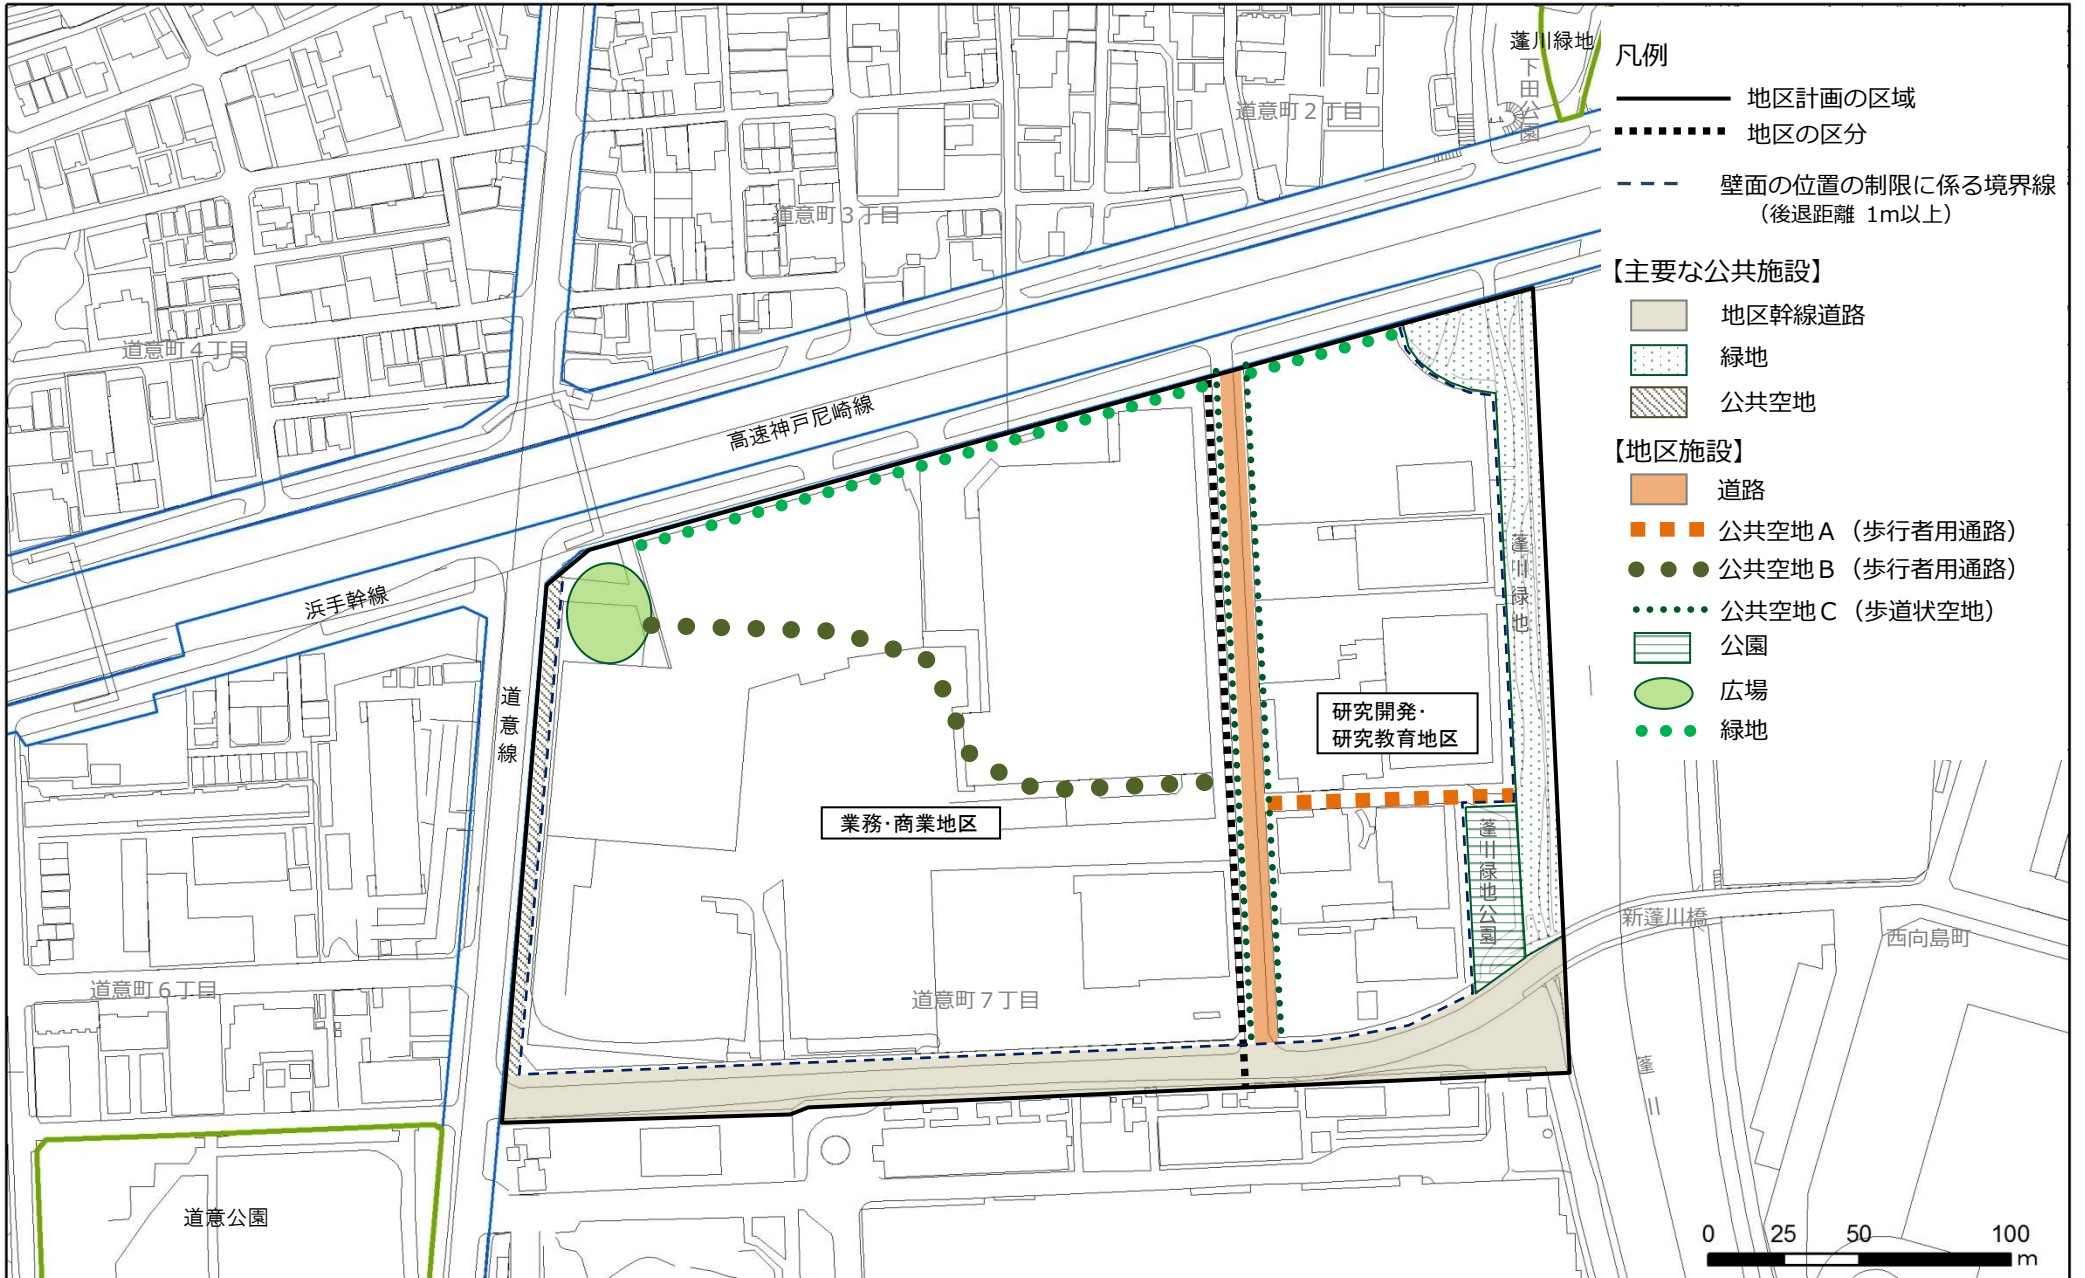 蓬川緑地
下田公園
道意町２丁目
道意町３丁目
道意町４丁目
高速神戸尼崎線
浜手幹線
道意線
蓬川緑地
研究開発・
研究教育地区
業務・商業地区
蓬川緑地公園
新蓬川橋
西向島町
道意町６丁目
道意町７丁目
蓬川
道意公園
凡例
地区計画の区域
地区の区分
壁面の位置の制限に係る境界線
（後退距離 1m以上）
【主要な公共施設】
地区幹線道路
緑地
公共空地
【地区施設】
道路
公共空地Ａ（歩行者用通路）
公共空地Ｂ（歩行者用通路）
公共空地Ｃ（歩道状空地）
公園
広場
緑地
0 25 50 100
m